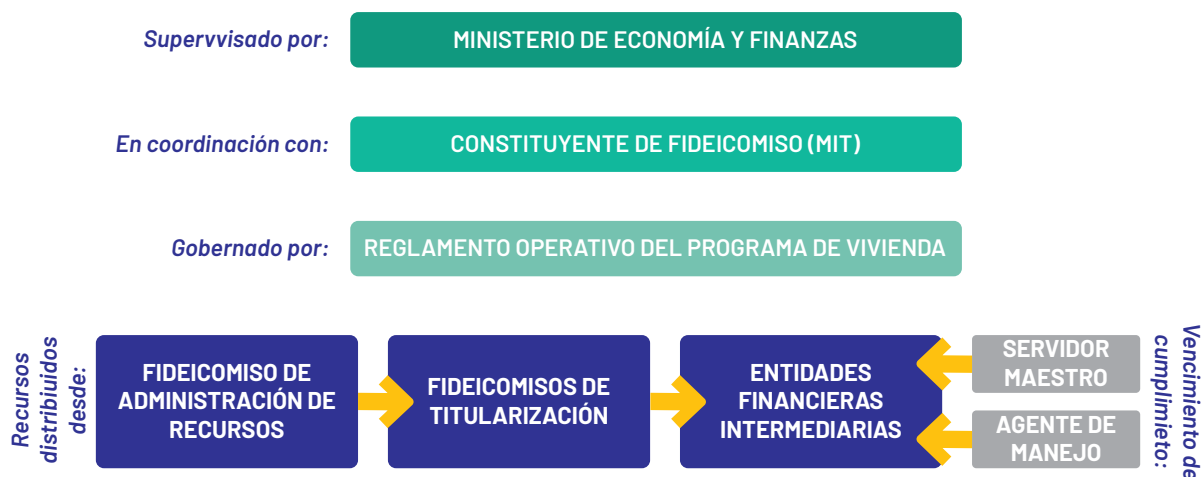 Supervvisado por:
MINISTERIO DE ECONOMÍA Y FINANZAS
En coordinación con:
CONSTITUYENTE DE FIDEICOMISO (MIT)
Gobernado por:
REGLAMENTO OPERATIVO DEL PROGRAMA DE VIVIENDA
Recursos
distribiuidos
desde:
FIDEICOMISO DE
ADMINISTRACIÓN DE
RECURSOS
FIDEICOMISOS DE
TITULARIZACIÓN
ENTIDADES
FINANCIERAS
INTERMEDIARIAS
SERVIDOR
MAESTRO
AGENTE DE
MANEJO
Vencimiento de
cumplimieto: